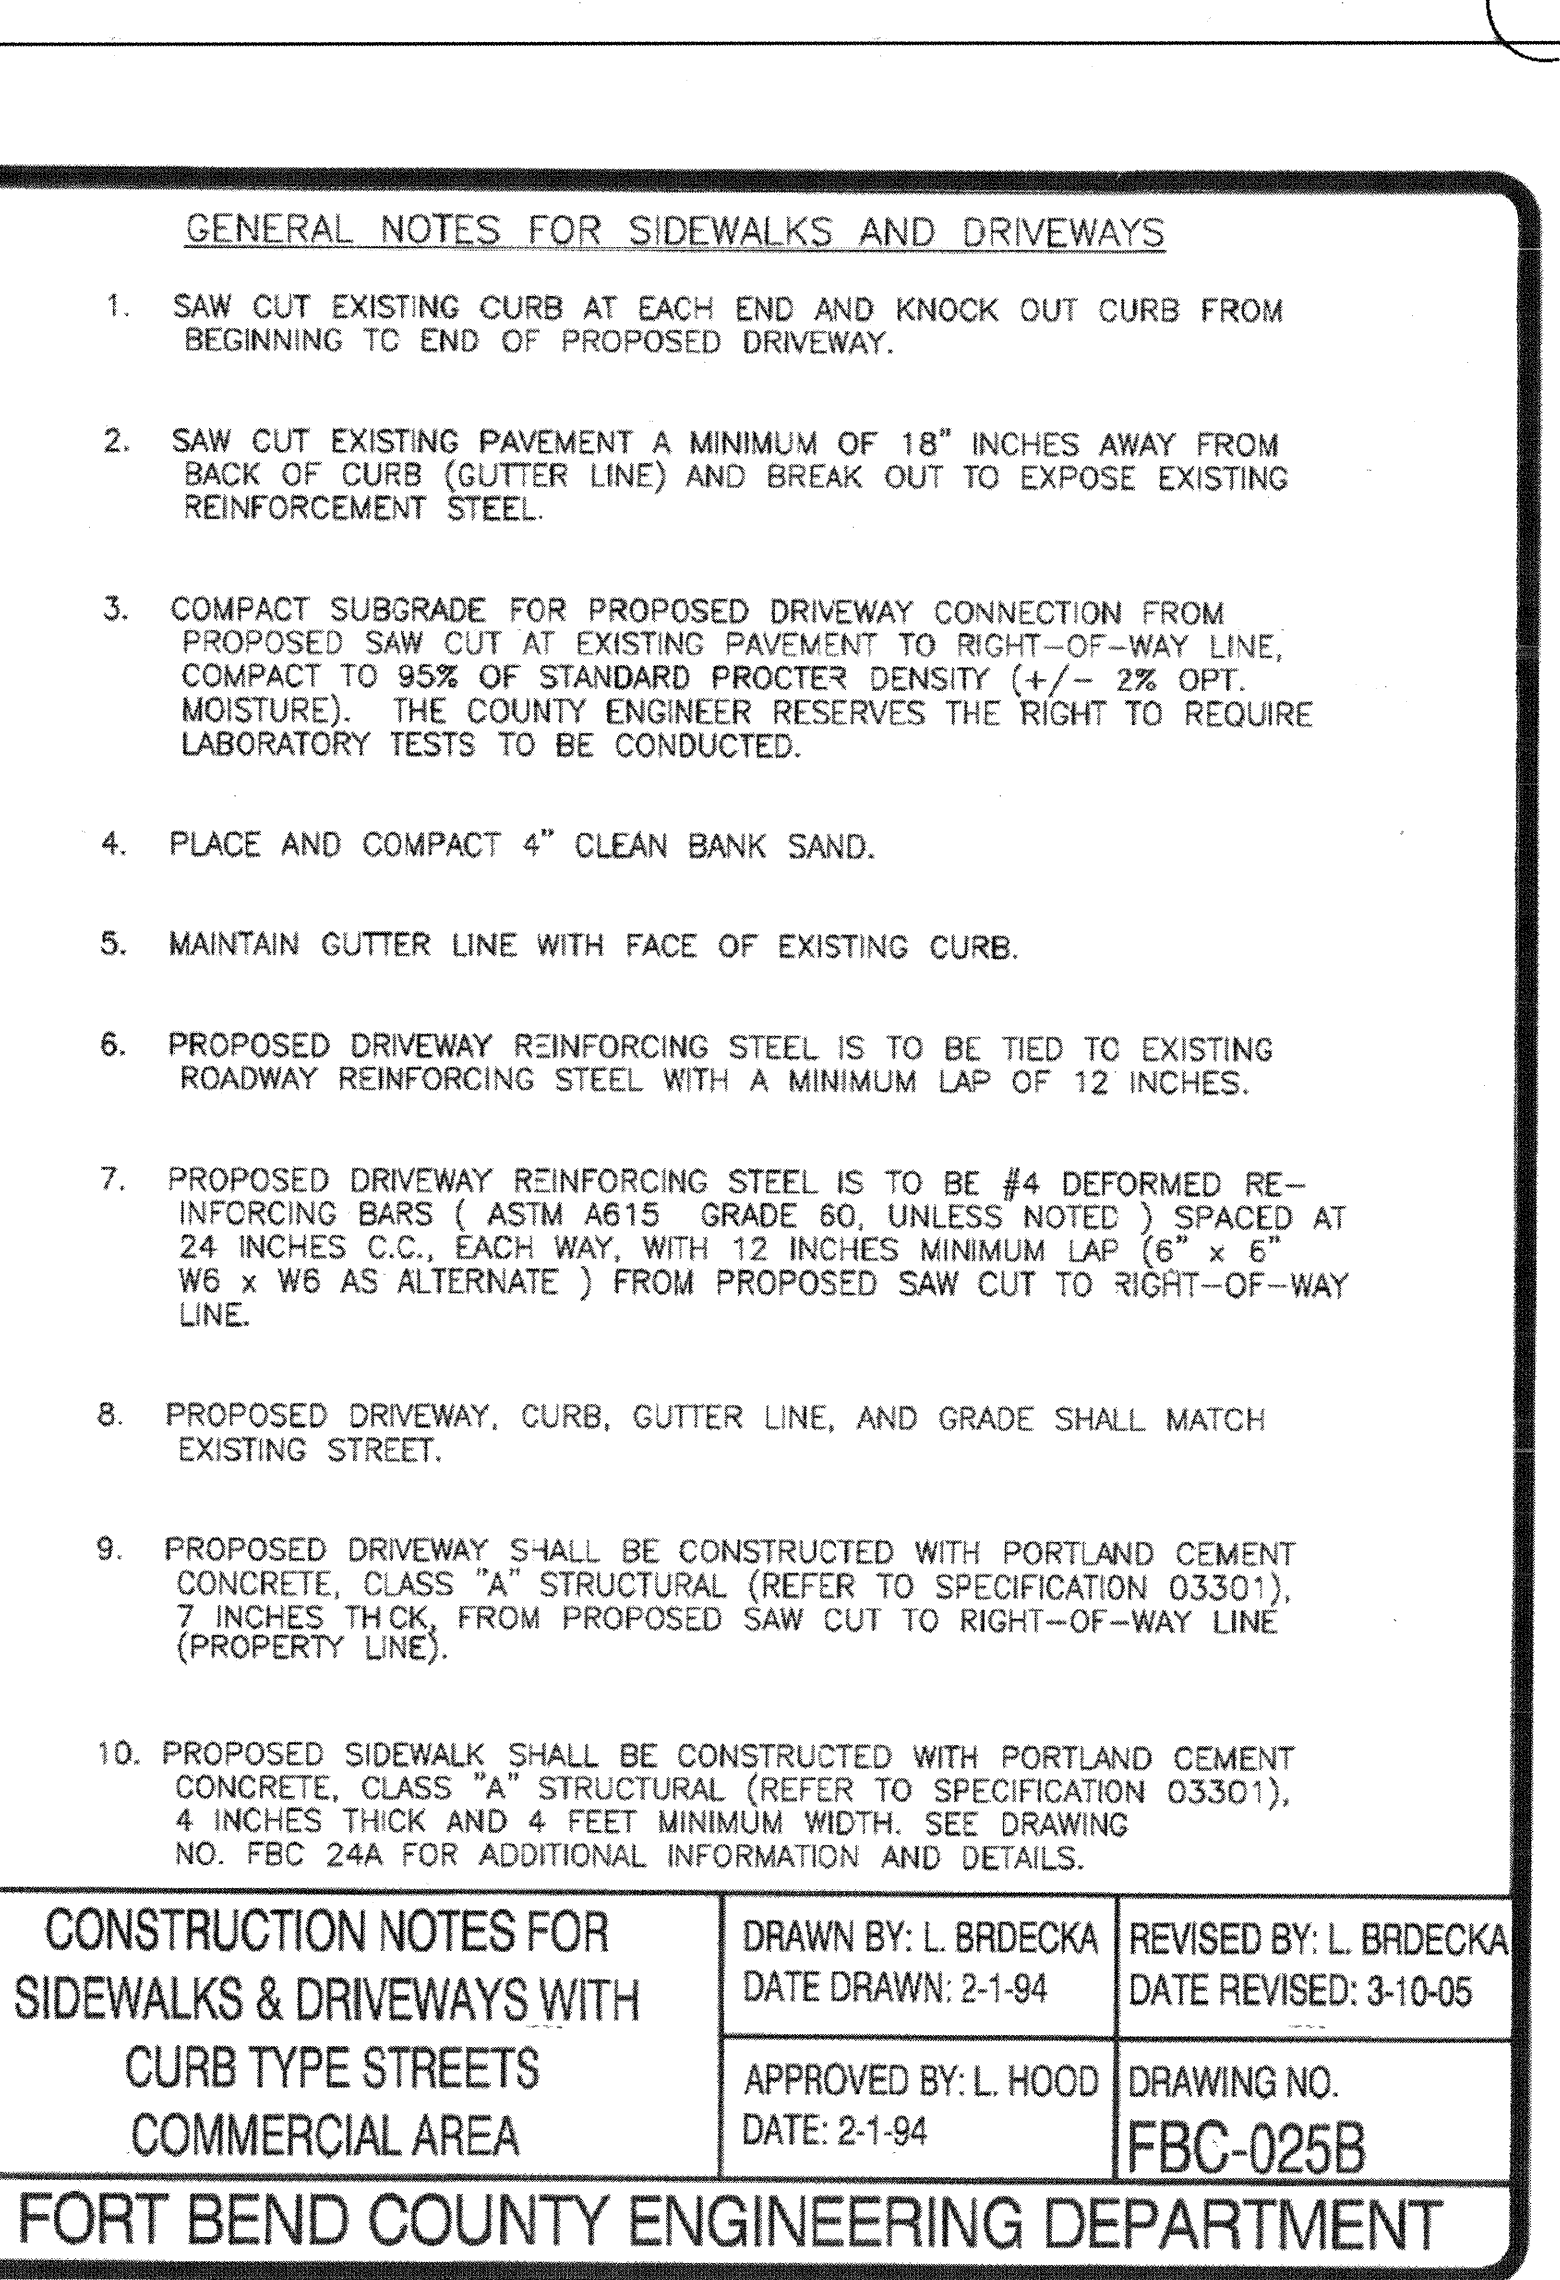 GENERAL NOTES FOR SIDEWALKS AND DRIVEWAYS
1. SAW CUT EXISTING CURB AT EACH END AND KNOCK OUT CURB FROM
BEGINNING TO END OF PROPOSED DRIVEWAY.
2. SAW CUT EXISTING PAVEMENT A MINIMUM OF 18" INCHES AWAY FROM
BACK OF CURB (GUTTER LINE) AND BREAK OUT TO EXPOSE EXISTING
REINFORCEMENT STEEL.
3. COMPACT SUBGRADE FOR PROPOSED DRIVEWAY CONNECTION FROM
PROPOSED SAW CUT AT EXISTING PAVEMENT TO RIGHT-OF-WAY LINE,
COMPACT TO 95% OF STANDARD PROCTER DENSITY (+/- 2% OPT.
MOISTURE). THE COUNTY ENGINEER RESERVES THE RIGHT TO REQUIRE
LABORATORY TESTS TO BE CONDUCTED.
4. PLACE AND COMPACT 4" CLEAN BANK SAND.
5. MAINTAIN GUTTER LINE WITH FACE OF EXISTING CURB.
6. PROPOSED DRIVEWAY REINFORCING STEEL IS TO BE TIED TO EXISTING
ROADWAY REINFORCING STEEL WITH A MINIMUM LAP OF 12 INCHES.
7. PROPOSED DRIVEWAY REINFORCING STEEL IS TO BE #4 DEFORMED RE-
INFORCING BARS ( ASTM A615 GRADE 60, UNLESS NOTED ) SPACED AT
24 INCHES C.C., EACH WAY, WITH 12 INCHES MINIMUM LAP (6" x 6"
W6 x W6 AS ALTERNATE ) FROM PROPOSED SAW CUT TO RIGHT-OF-WAY
LINE.
8. PROPOSED DRIVEWAY, CURB, GUTTER LINE, AND GRADE SHALL MATCH
EXISTING STREET.
9. PROPOSED DRIVEWAY SHALL BE CONSTRUCTED WITH PORTLAND CEMENT
CONCRETE, CLASS "A" STRUCTURAL (REFER TO SPECIFICATION 03301),
7 INCHES THICK, FROM PROPOSED SAW CUT TO RIGHT-OF-WAY LINE
(PROPERTY LINE).
10. PROPOSED SIDEWALK SHALL BE CONSTRUCTED WITH PORTLAND CEMENT
CONCRETE, CLASS "A" STRUCTURAL (REFER TO SPECIFICATION 03301),
4 INCHES THICK AND 4 FEET MINIMUM WIDTH. SEE DRAWING
NO. FBC 24A FOR ADDITIONAL INFORMATION AND DETAILS.
CONSTRUCTION NOTES FOR
SIDEWALKS & DRIVEWAYS WITH
CURB TYPE STREETS
COMMERCIAL AREA
DRAWN BY: L. BRDECKA
DATE DRAWN: 2-1-94
REVISED BY: L. BRDECKA
DATE REVISED: 3-10-05
APPROVED BY: L. HOOD
DATE: 2-1-94
DRAWING NO.
FBC-025B
FORT BEND COUNTY ENGINEERING DEPARTMENT